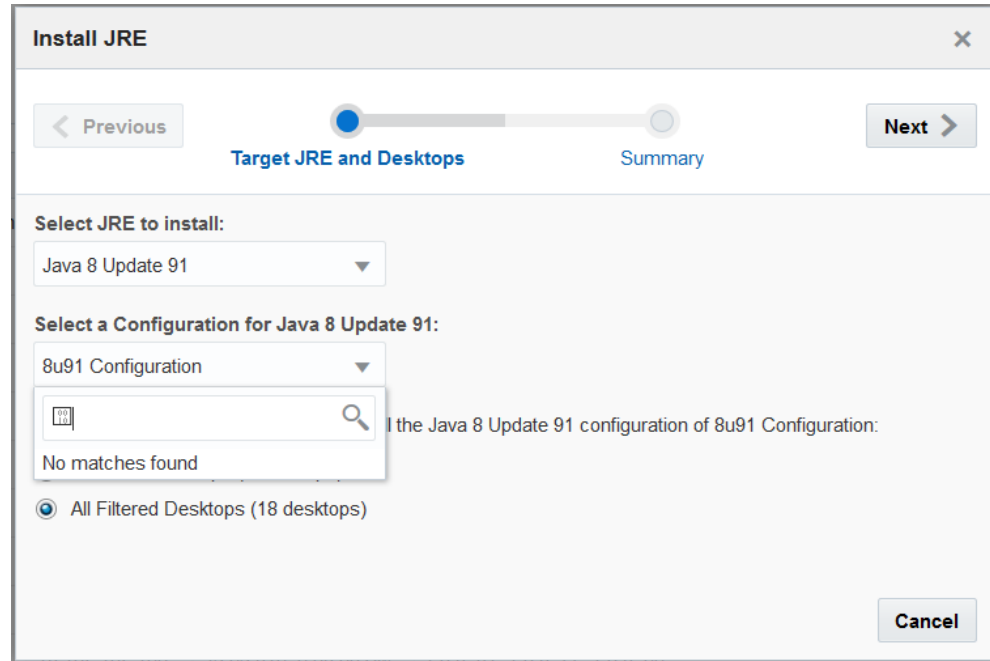 Install JRE
Previous
Next
Target JRE and Desktops
Summary
Select JRE to install:
Java 8 Update 91
Select a Configuration for Java 8 Update 91:
8u91 Configuration
the Java 8 Update 91 configuration of 8u91 Configuration:
No matches found
All Filtered Desktops (18 desktops)
Cancel